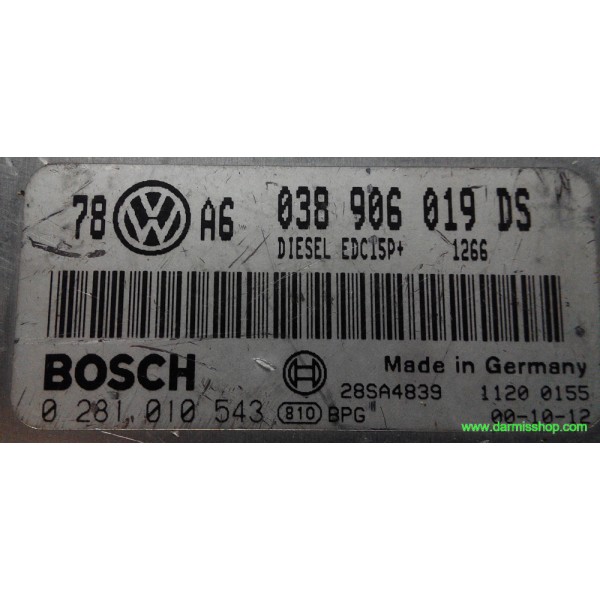 78 VW A6 038 906 019 DS
DIESEL EDC15P+ 1266
BOSCH
Made in Germany
28SA4839 1120 0155
0 281 010 543 810 BPG 00-10-12
www.darmisshop.com